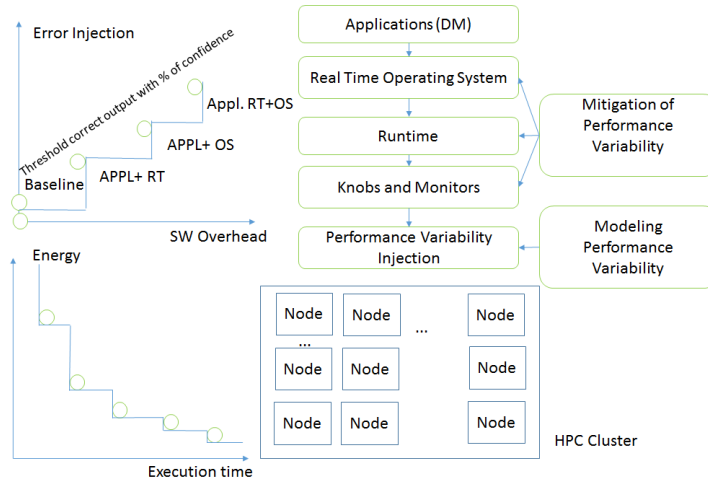 Error Injection
Threshold correct output with % of confidence
Appl. RT+OS
APPL+ OS
Baseline
APPL+ RT
SW Overhead
Applications (DM)
Real Time Operating System
Runtime
Knobs and Monitors
Performance Variability
Injection
Mitigation of
Performance
Variability
Modeling
Performance
Variability
Energy
Execution time
Node Node ... Node
...
Node Node Node
Node Node Node
HPC Cluster